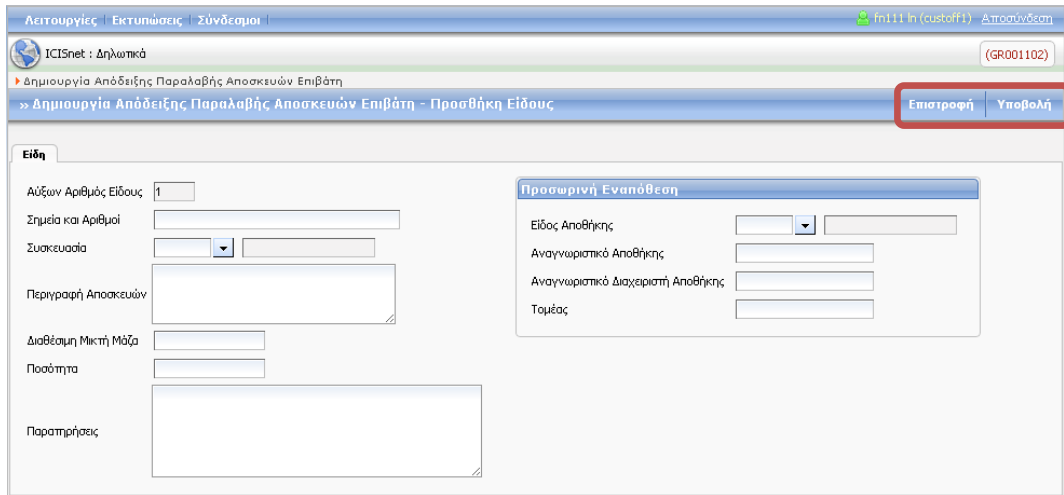 Λειτουργίες | Εκτυπώσεις | Σύνδεσμοι | fn111 ln (custoff1) Αποσύνδεση
ICISnet : Δηλωτικά (GR001102)
Δημιουργία Απόδειξης Παραλαβής Αποσκευών Επιβάτη
» Δημιουργία Απόδειξης Παραλαβής Αποσκευών Επιβάτη - Προσθήκη Είδους Επιστροφή Υποβολή
Είδη
Αύξων Αριθμός Είδους 1
Σημεία και Αριθμοί
Συσκευασία
Περιγραφή Αποσκευών
Διαθέσιμη Μικτή Μάζα
Ποσότητα
Παρατηρήσεις
Προσωρινή Εναπόθεση
Είδος Αποθήκης
Αναγνωριστικό Αποθήκης
Αναγνωριστικό Διαχειριστή Αποθήκης
Τομέας